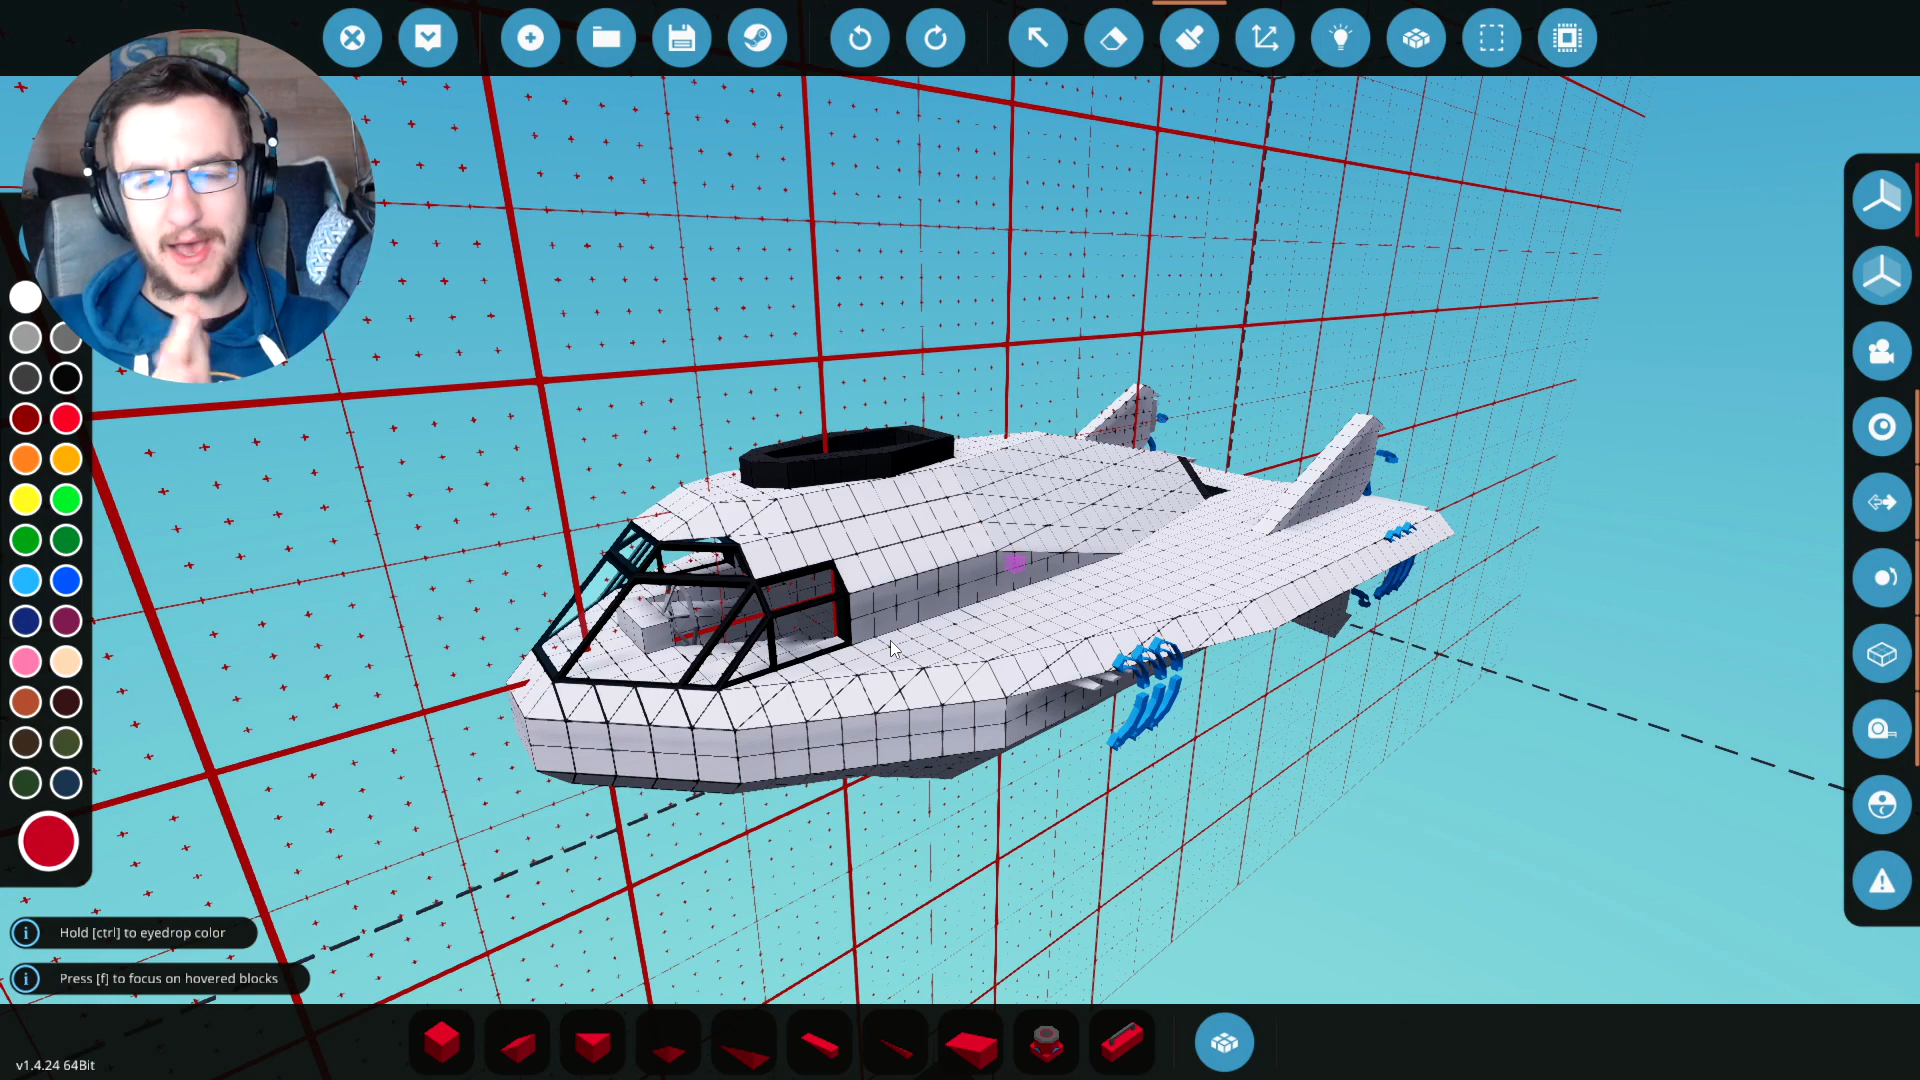 Hold [ctrl] to eyedrop color
Press [f] to focus on hovered blocks
v1.4.24 64Bit